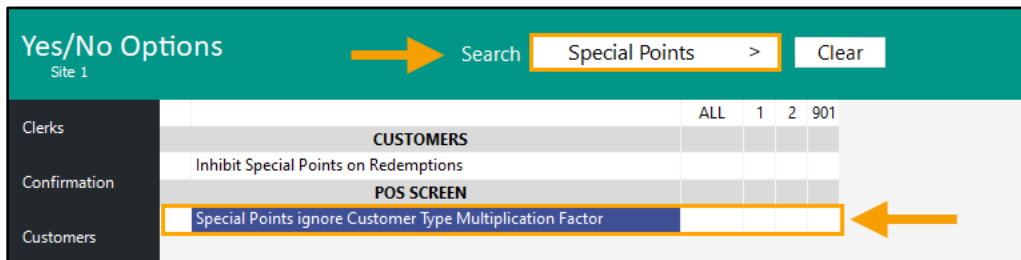 Yes/No Options
Site 1
Search Special Points > Clear
ALL 1 2 901
Clerks
CUSTOMERS
Inhibit Special Points on Redemptions
Confirmation
POS SCREEN
Special Points ignore Customer Type Multiplication Factor
Customers